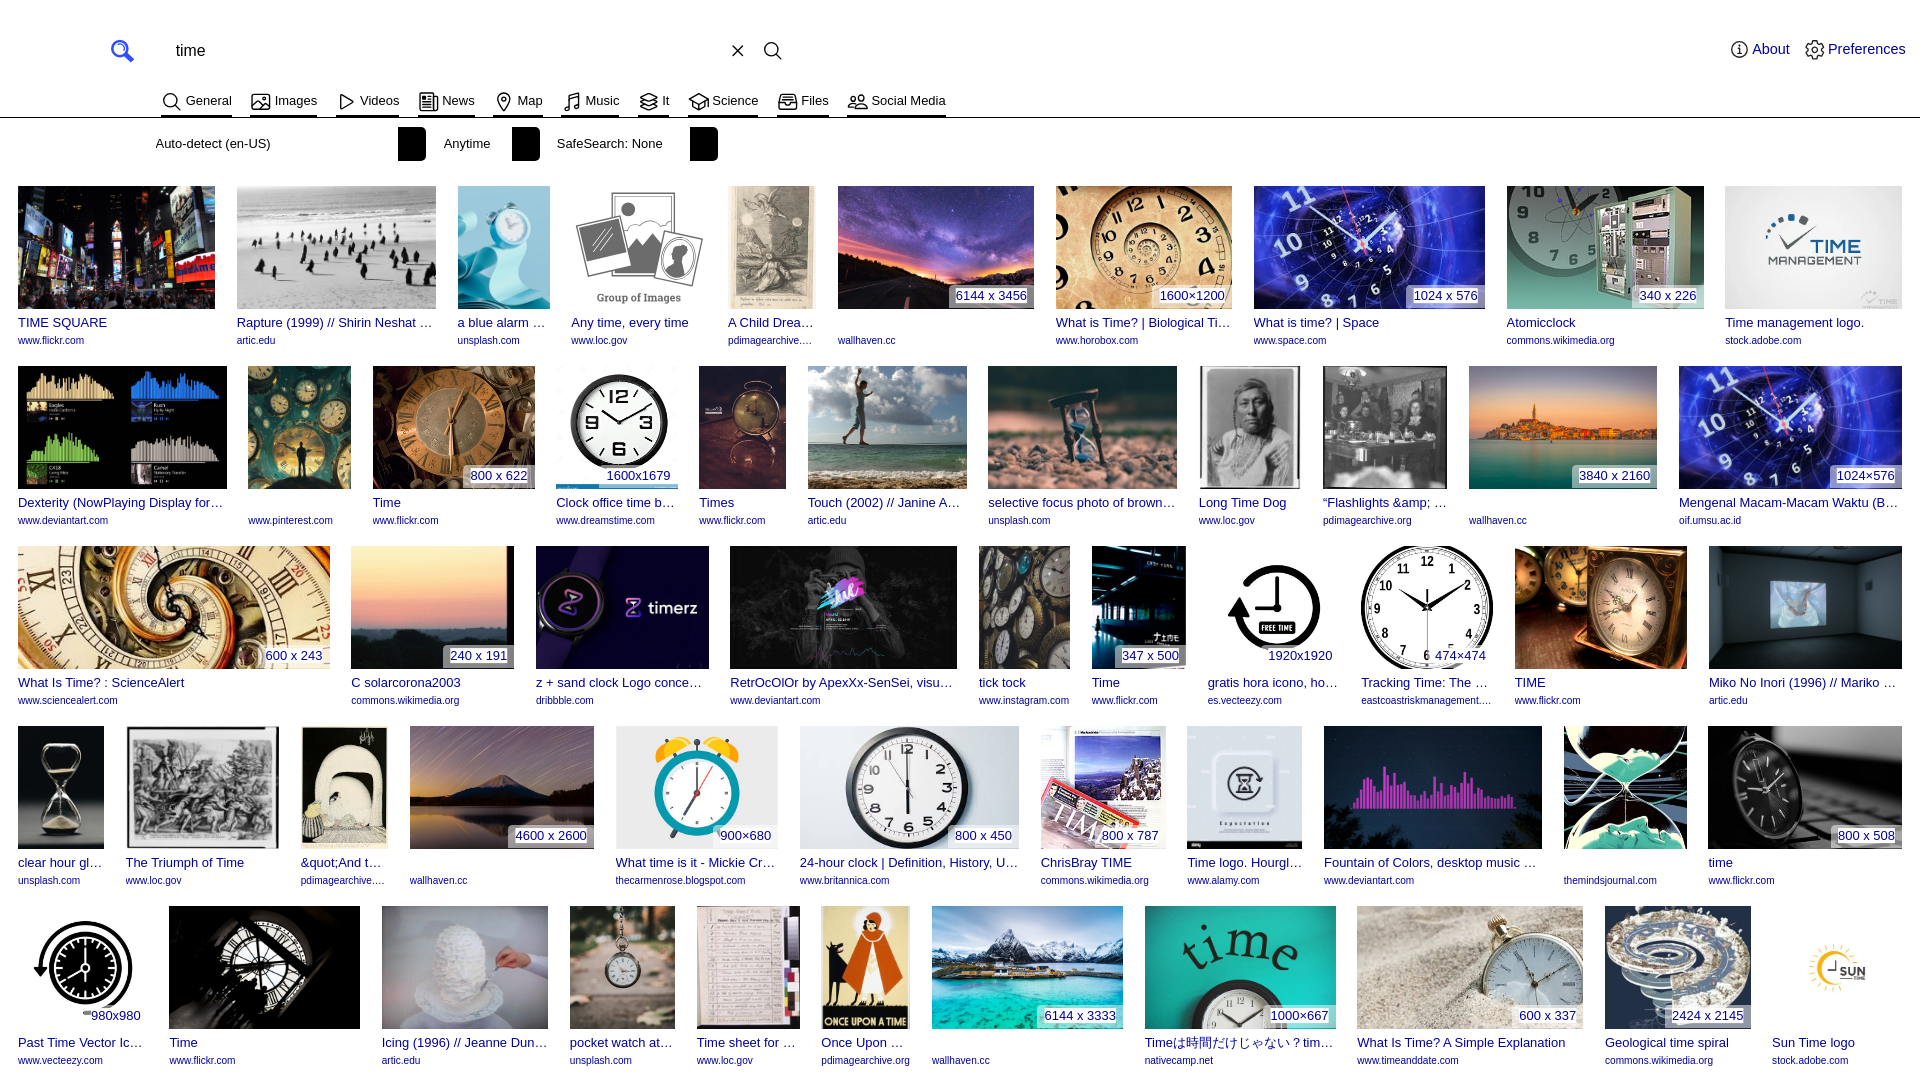 time
About
Preferences
General
Images
Videos
News
Map
Music
It
Science
Files
Social Media
Auto-detect (en-US)
Anytime
SafeSearch: None
TIME SQUARE
www.flickr.com
Rapture (1999) // Shirin Neshat …
artic.edu
a blue alarm …
unsplash.com
Group of Images
Any time, every time
www.loc.gov
A Child Drea…
pdimagearchive.…
6144 x 3456
wallhaven.cc
1600×1200
What is Time? | Biological Ti…
www.horobox.com
1024 x 576
What is time? | Space
www.space.com
340 x 226
Atomicclock
commons.wikimedia.org
TIME
MANAGEMENT
Time management logo.
stock.adobe.com
Dexterity (NowPlaying Display for…
www.deviantart.com
www.pinterest.com
800 x 622
Time
www.flickr.com
1600x1679
Clock office time b…
www.dreamstime.com
Times
www.flickr.com
Touch (2002) // Janine A…
artic.edu
selective focus photo of brown…
unsplash.com
Long Time Dog
www.loc.gov
“Flashlights &amp; …
pdimagearchive.org
3840 x 2160
wallhaven.cc
1024×576
Mengenal Macam-Macam Waktu (B…
oif.umsu.ac.id
600 x 243
What Is Time? : ScienceAlert
www.sciencealert.com
240 x 191
C solarcorona2003
commons.wikimedia.org
timerz
z + sand clock Logo conce…
dribbble.com
RetrOcOlOr by ApexXx-SenSei, visu…
www.deviantart.com
tick tock
www.instagram.com
347 x 500
Time
www.flickr.com
FREE TIME
1920x1920
gratis hora icono, ho…
es.vecteezy.com
474×474
Tracking Time: The …
eastcoastriskmanagement.…
TIME
www.flickr.com
Miko No Inori (1996) // Mariko …
artic.edu
clear hour gl…
unsplash.com
The Triumph of Time
www.loc.gov
&quot;And t…
pdimagearchive.…
4600 x 2600
wallhaven.cc
900×680
What time is it - Mickie Cr…
thecarmenrose.blogspot.com
800 x 450
24-hour clock | Definition, History, U…
www.britannica.com
TIME
800 x 787
ChrisBray TIME
commons.wikimedia.org
Expectation
Time logo. Hourgl…
www.alamy.com
Fountain of Colors, desktop music …
www.deviantart.com
themindsjournal.com
800 x 508
time
www.flickr.com
980x980
Past Time Vector Ic…
www.vecteezy.com
Time
www.flickr.com
Icing (1996) // Jeanne Dun…
artic.edu
pocket watch at…
unsplash.com
Time sheet for …
www.loc.gov
ONCE UPON A TIME
Once Upon …
pdimagearchive.org
6144 x 3333
wallhaven.cc
time
1000×667
Timeは時間だけじゃない？tim…
nativecamp.net
600 x 337
What Is Time? A Simple Explanation
www.timeanddate.com
2424 x 2145
Geological time spiral
commons.wikimedia.org
SUN
TIME
Sun Time logo
stock.adobe.com